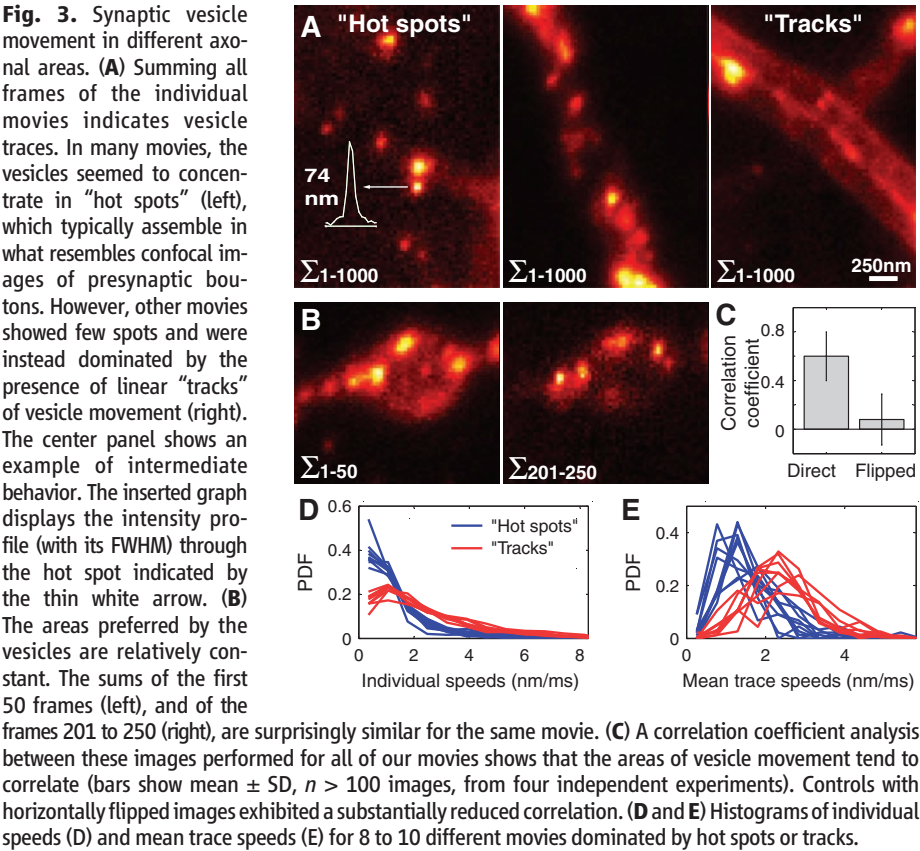 Fig. 3. Synaptic vesicle
movement in different axo-
nal areas. (A) Summing all
frames of the individual
movies indicates vesicle
traces. In many movies, the
vesicles seemed to concen-
trate in "hot spots" (left),
which typically assemble in
what resembles confocal im-
ages of presynaptic bou-
tons. However, other movies
showed few spots and were
instead dominated by the
presence of linear "tracks"
of vesicle movement (right).
The center panel shows an
example of intermediate
behavior. The inserted graph
displays the intensity pro-
file (with its FWHM) through
the hot spot indicated by
the thin white arrow. (B)
The areas preferred by the
vesicles are relatively con-
stant. The sums of the first
50 frames (left), and of the
frames 201 to 250 (right), are surprisingly similar for the same movie. (C) A correlation coefficient analysis
between these images performed for all of our movies shows that the areas of vesicle movement tend to
correlate (bars show mean ± SD, n > 100 images, from four independent experiments). Controls with
horizontally flipped images exhibited a substantially reduced correlation. (D and E) Histograms of individual
speeds (D) and mean trace speeds (E) for 8 to 10 different movies dominated by hot spots or tracks.
A "Hot spots"
"Tracks"
74
nm
Σ1-1000
Σ1-1000
Σ1-1000
250nm
B
Σ1-50
Σ201-250
C
Correlation
coefficient
0.8
0.4
0
Direct Flipped
D
PDF
0.6
0.4
0.2
0
"Hot spots"
"Tracks"
0 2 4 6 8
Individual speeds (nm/ms)
E
PDF
0.4
0.2
0
0 2 4
Mean trace speeds (nm/ms)